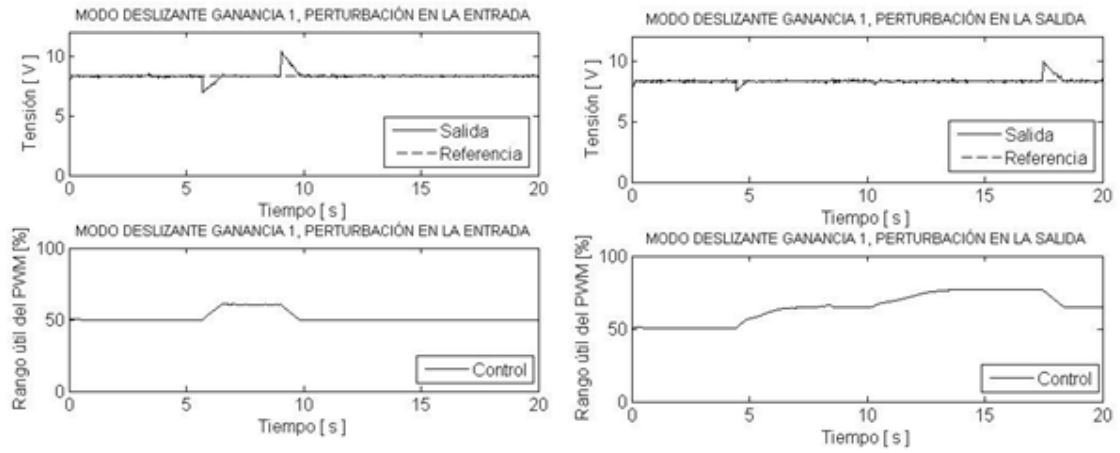 MODO DESLIZANTE GANANCIA 1, PERTURBACIÓN EN LA ENTRADA
Tensión [ V ]
10
5
0
Salida
Referencia
0 5 10 15 20
Tiempo [ s ]
MODO DESLIZANTE GANANCIA 1, PERTURBACIÓN EN LA SALIDA
Tensión [ V ]
10
5
0
Salida
Referencia
0 5 10 15 20
Tiempo [ s ]
MODO DESLIZANTE GANANCIA 1, PERTURBACIÓN EN LA ENTRADA
Rango útil del PWM [%]
100
50
0
Control
0 5 10 15 20
Tiempo [ s ]
MODO DESLIZANTE GANANCIA 1, PERTURBACIÓN EN LA SALIDA
Rango útil del PWM [%]
100
50
0
Control
0 5 10 15 20
Tiempo [ s ]